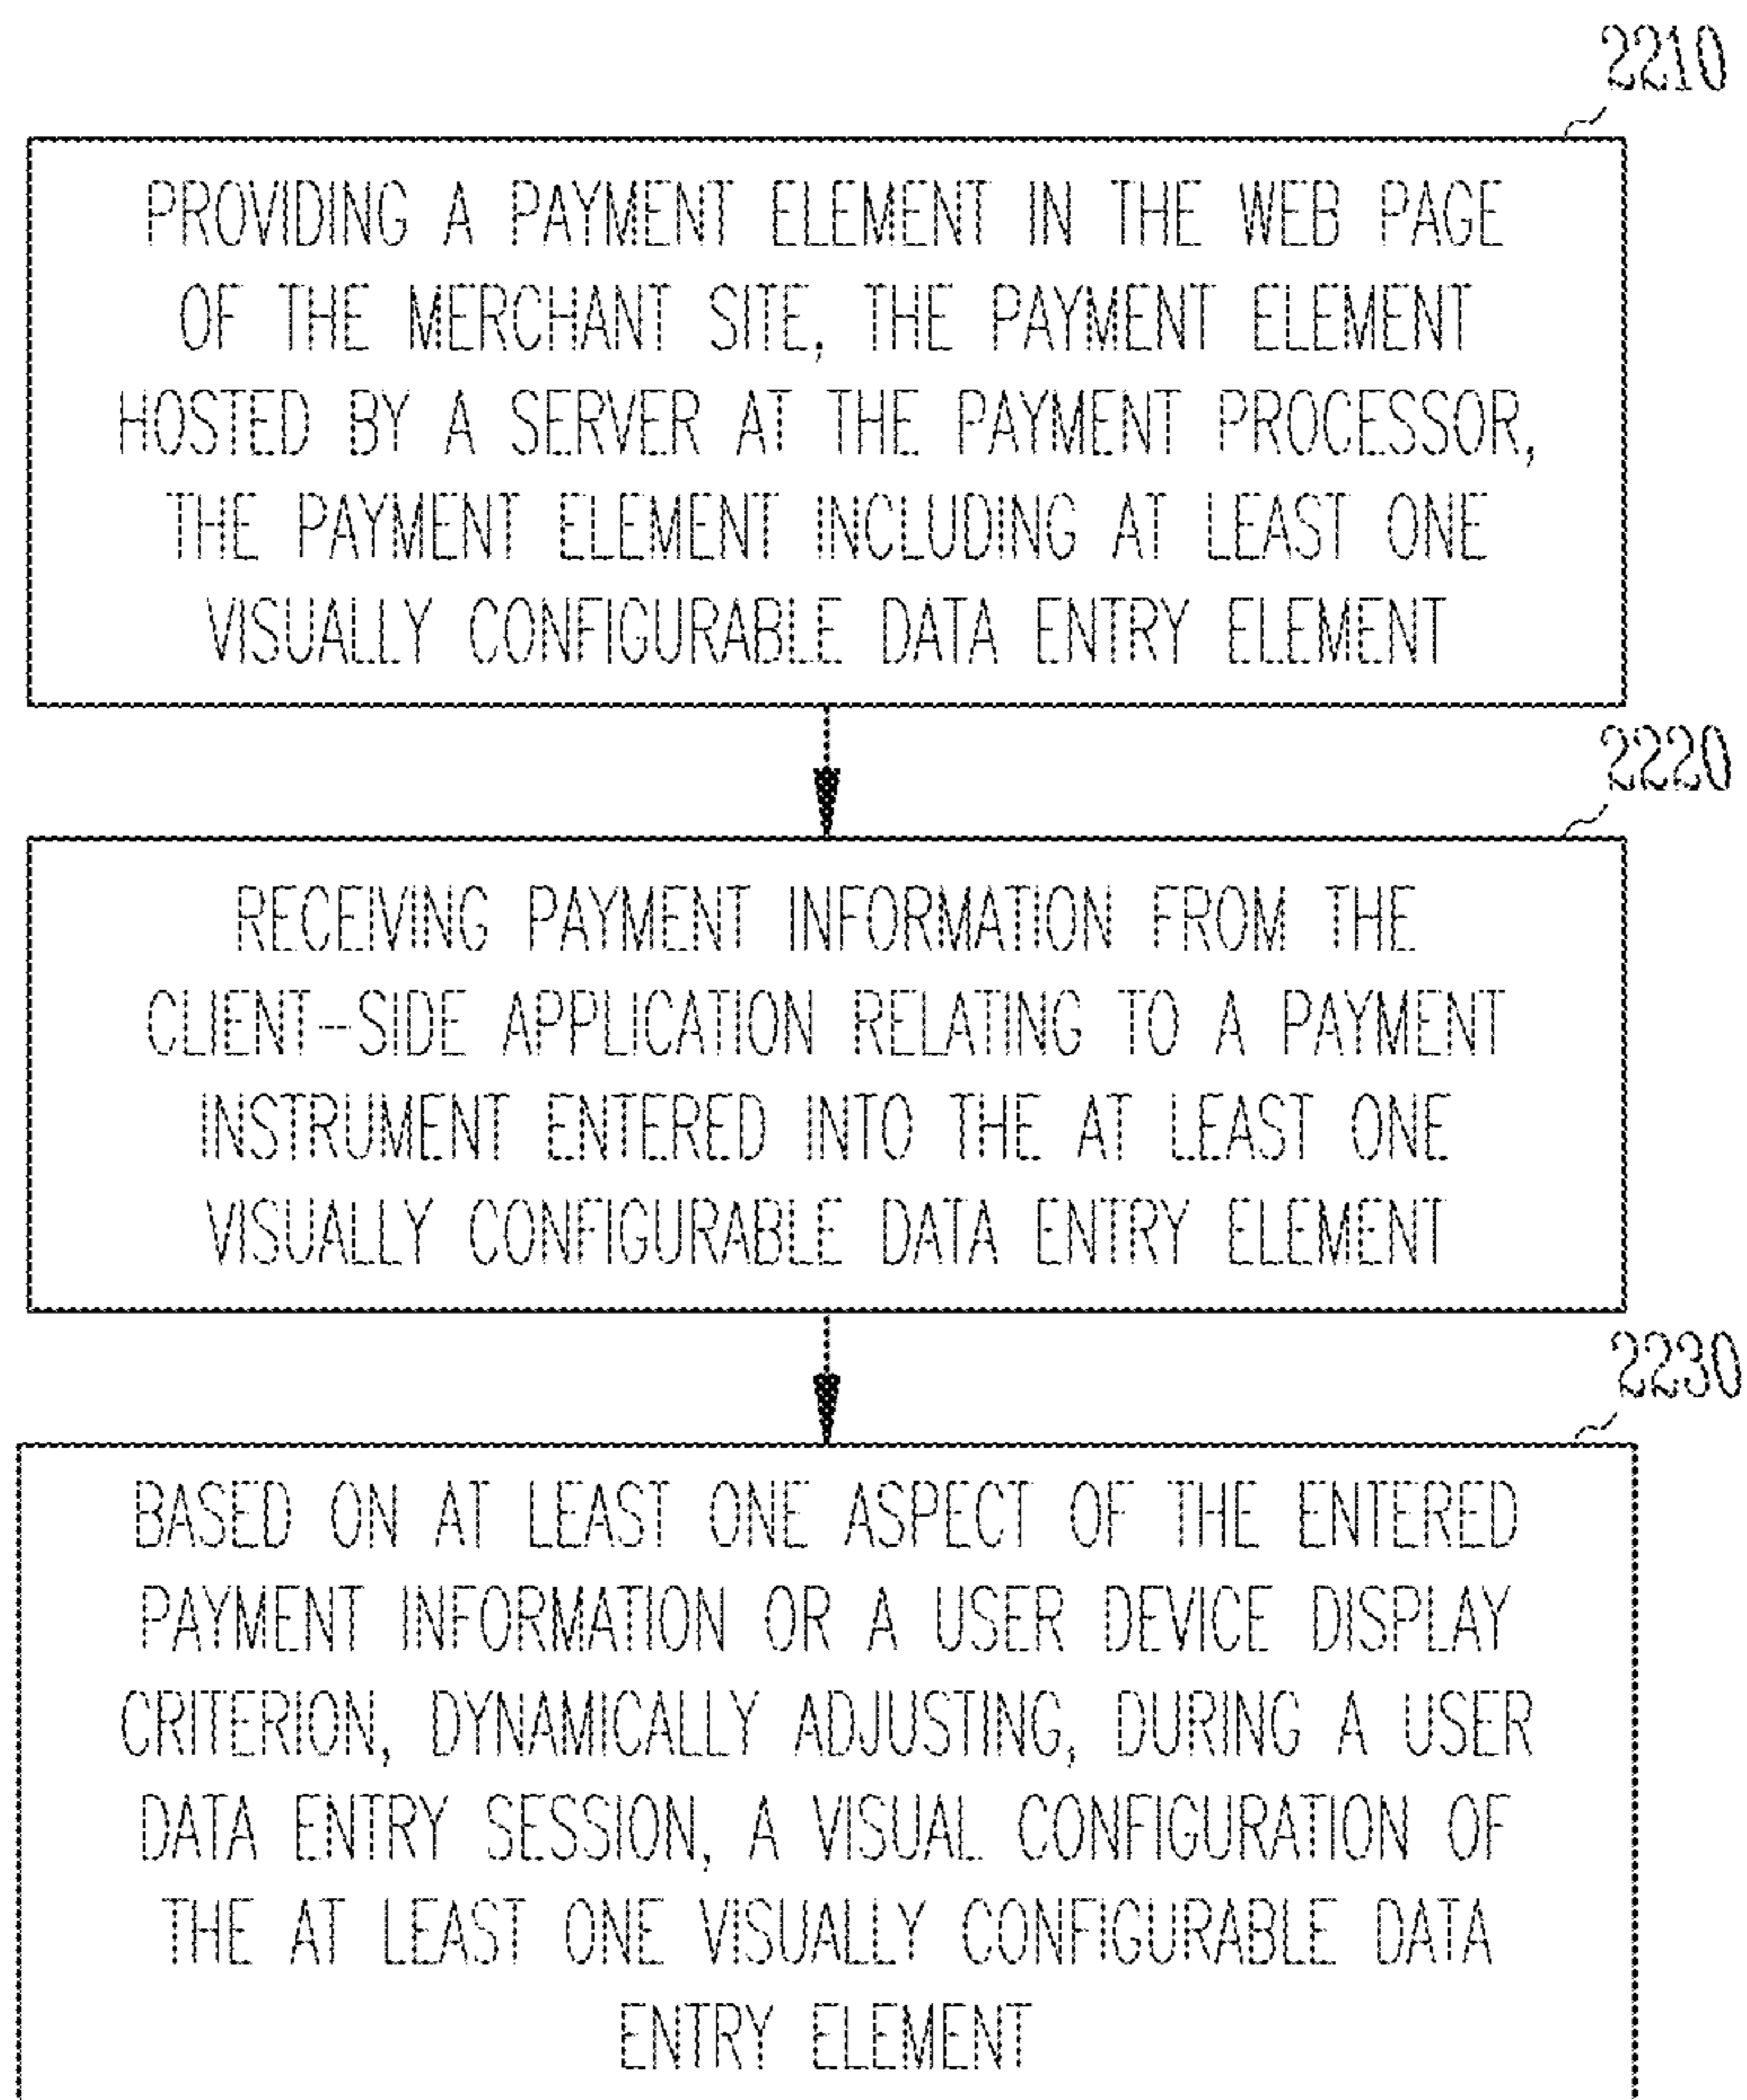 2210
PROVIDING A PAYMENT ELEMENT IN THE WEB PAGE
OF THE MERCHANT SITE, THE PAYMENT ELEMENT
HOSTED BY A SERVER AT THE PAYMENT PROCESSOR,
THE PAYMENT ELEMENT INCLUDING AT LEAST ONE
VISUALLY CONFIGURABLE DATA ENTRY ELEMENT
2220
RECEIVING PAYMENT INFORMATION FROM THE
CLIENT-SIDE APPLICATION RELATING TO A PAYMENT
INSTRUMENT ENTERED INTO THE AT LEAST ONE
VISUALLY CONFIGURABLE DATA ENTRY ELEMENT
2230
BASED ON AT LEAST ONE ASPECT OF THE ENTERED
PAYMENT INFORMATION OR A USER DEVICE DISPLAY
CRITERION, DYNAMICALLY ADJUSTING, DURING A USER
DATA ENTRY SESSION, A VISUAL CONFIGURATION OF
THE AT LEAST ONE VISUALLY CONFIGURABLE DATA
ENTRY ELEMENT